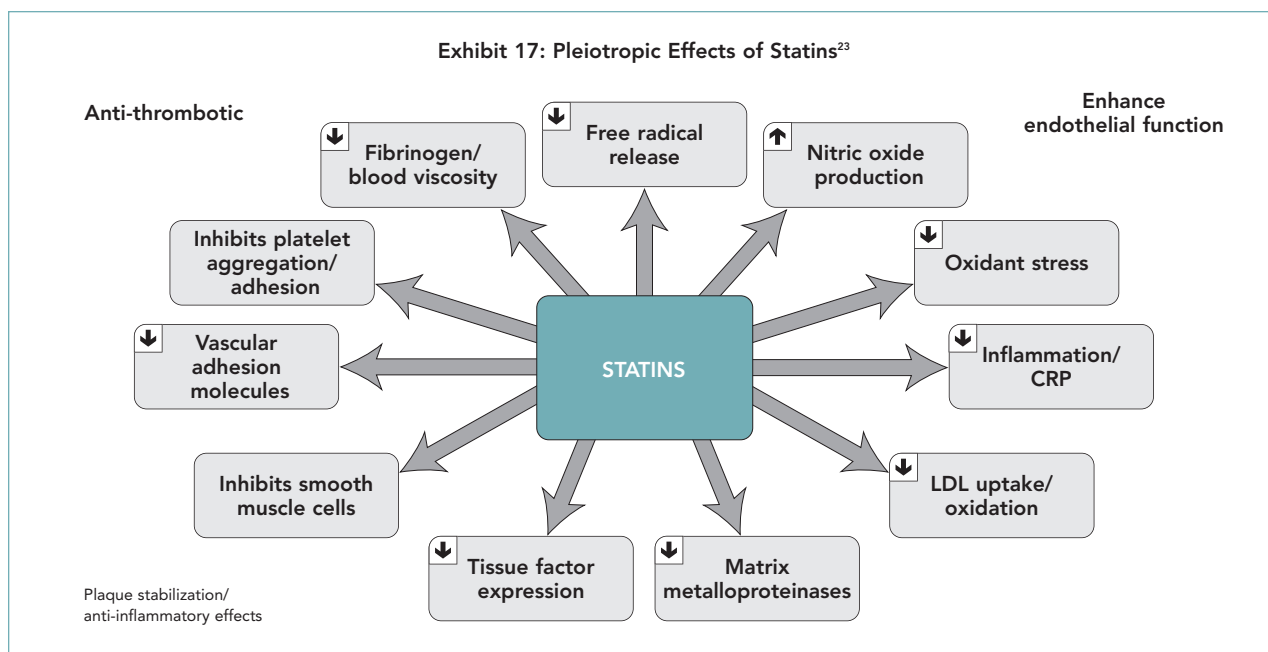 Exhibit 17: Pleiotropic Effects of Statins23
Anti-thrombotic
Enhance
endothelial function
Fibrinogen/
blood viscosity
Free radical
release
Nitric oxide
production
Inhibits platelet
aggregation/
adhesion
Oxidant stress
Vascular
adhesion
molecules
STATINS
Inflammation/
CRP
Inhibits smooth
muscle cells
LDL uptake/
oxidation
Tissue factor
expression
Matrix
metalloproteinases
Plaque stabilization/
anti-inflammatory effects